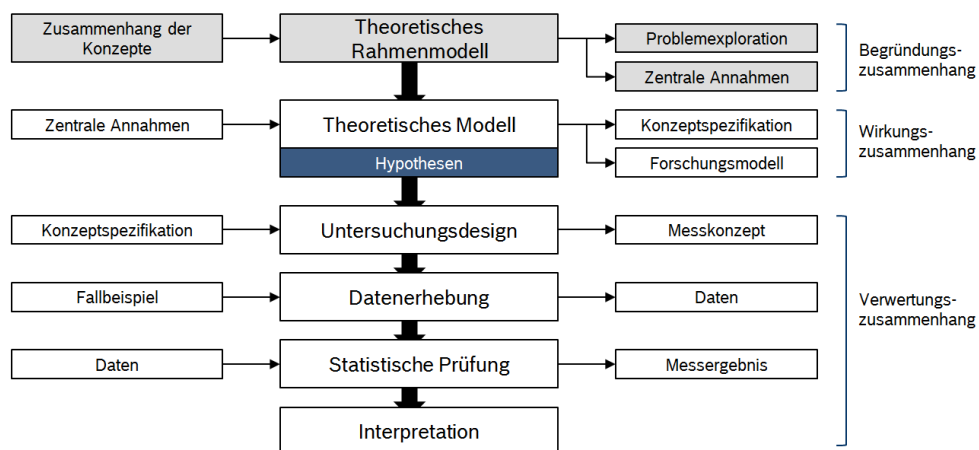 Zusammenhang der
Konzepte
Theoretisches
Rahmenmodell
Problemexploration
Zentrale Annahmen
Begründungs-
zusammenhang
Zentrale Annahmen
Theoretisches Modell
Hypothesen
Konzeptspezifikation
Forschungsmodell
Wirkungs-
zusammenhang
Konzeptspezifikation
Untersuchungsdesign
Messkonzept
Fallbeispiel
Datenerhebung
Daten
Verwertungs-
zusammenhang
Daten
Statistische Prüfung
Messergebnis
Interpretation